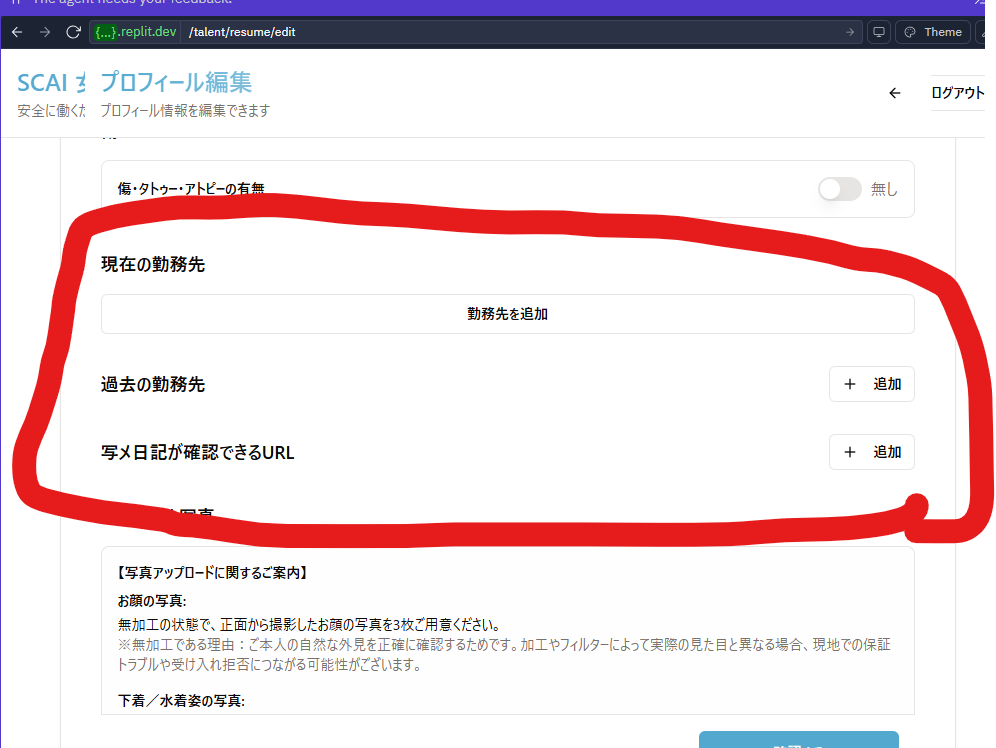 The agent needs your feedback.
{...}.replit.dev /talent/resume/edit
Theme
SCAI
プロフィール編集
ログアウト
安全に働くた
プロフィール情報を編集できます
傷・タトゥー・アトピーの有無
無し
現在の勤務先
勤務先を追加
過去の勤務先
+ 追加
写メ日記が確認できるURL
+ 追加
写真
【写真アップロードに関するご案内】
お顔の写真:
無加工の状態で、正面から撮影したお顔の写真を3枚ご用意ください。
※無加工である理由：ご本人の自然な外見を正確に確認するためです。加工やフィルターによって実際の見た目と異なる場合、現地での保証
トラブルや受け入れ拒否につながる可能性がございます。
下着／水着姿の写真: